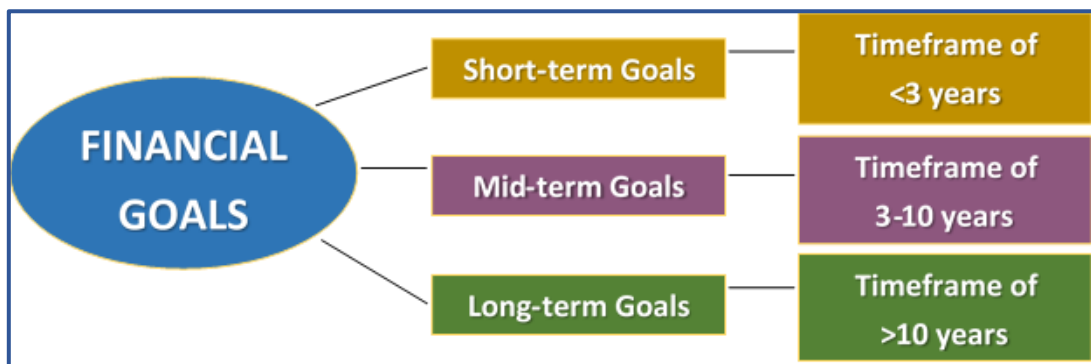 FINANCIAL
GOALS
Short-term Goals
Timeframe of
<3 years
Mid-term Goals
Timeframe of
3-10 years
Long-term Goals
Timeframe of
>10 years